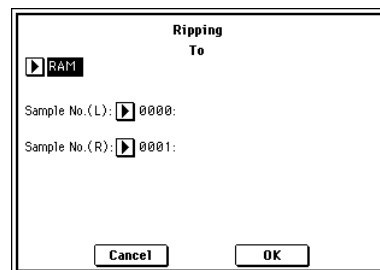 Ripping
To
RAM
Sample No.(L): 0000:
Sample No.(R): 0001:
Cancel OK